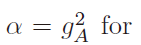 α = g_A^2 for